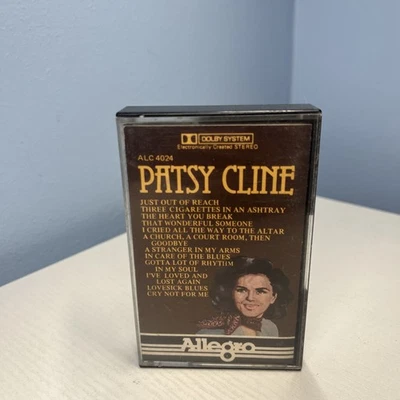 DOLBY SYSTEM
Electronically Created STEREO
ALC 4024
PATSY CLINE
JUST OUT OF REACH
THREE CIGARETTES IN AN ASHTRAY
THE HEART YOU BREAK
THAT WONDERFUL SOMEONE
I CRIED ALL THE WAY TO THE ALTAR
A CHURCH, A COURT ROOM, THEN
GOODBYE
A STRANGER IN MY ARMS
IN CARE OF THE BLUES
GOTTA LOT OF RHYTHM
IN MY SOUL
I'VE LOVED AND
LOST AGAIN
LOVESICK BLUES
CRY NOT FOR ME
Allegro